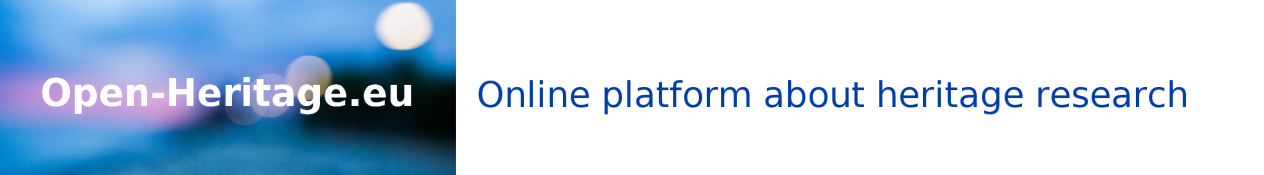 Open-Heritage.eu
Online platform about heritage research